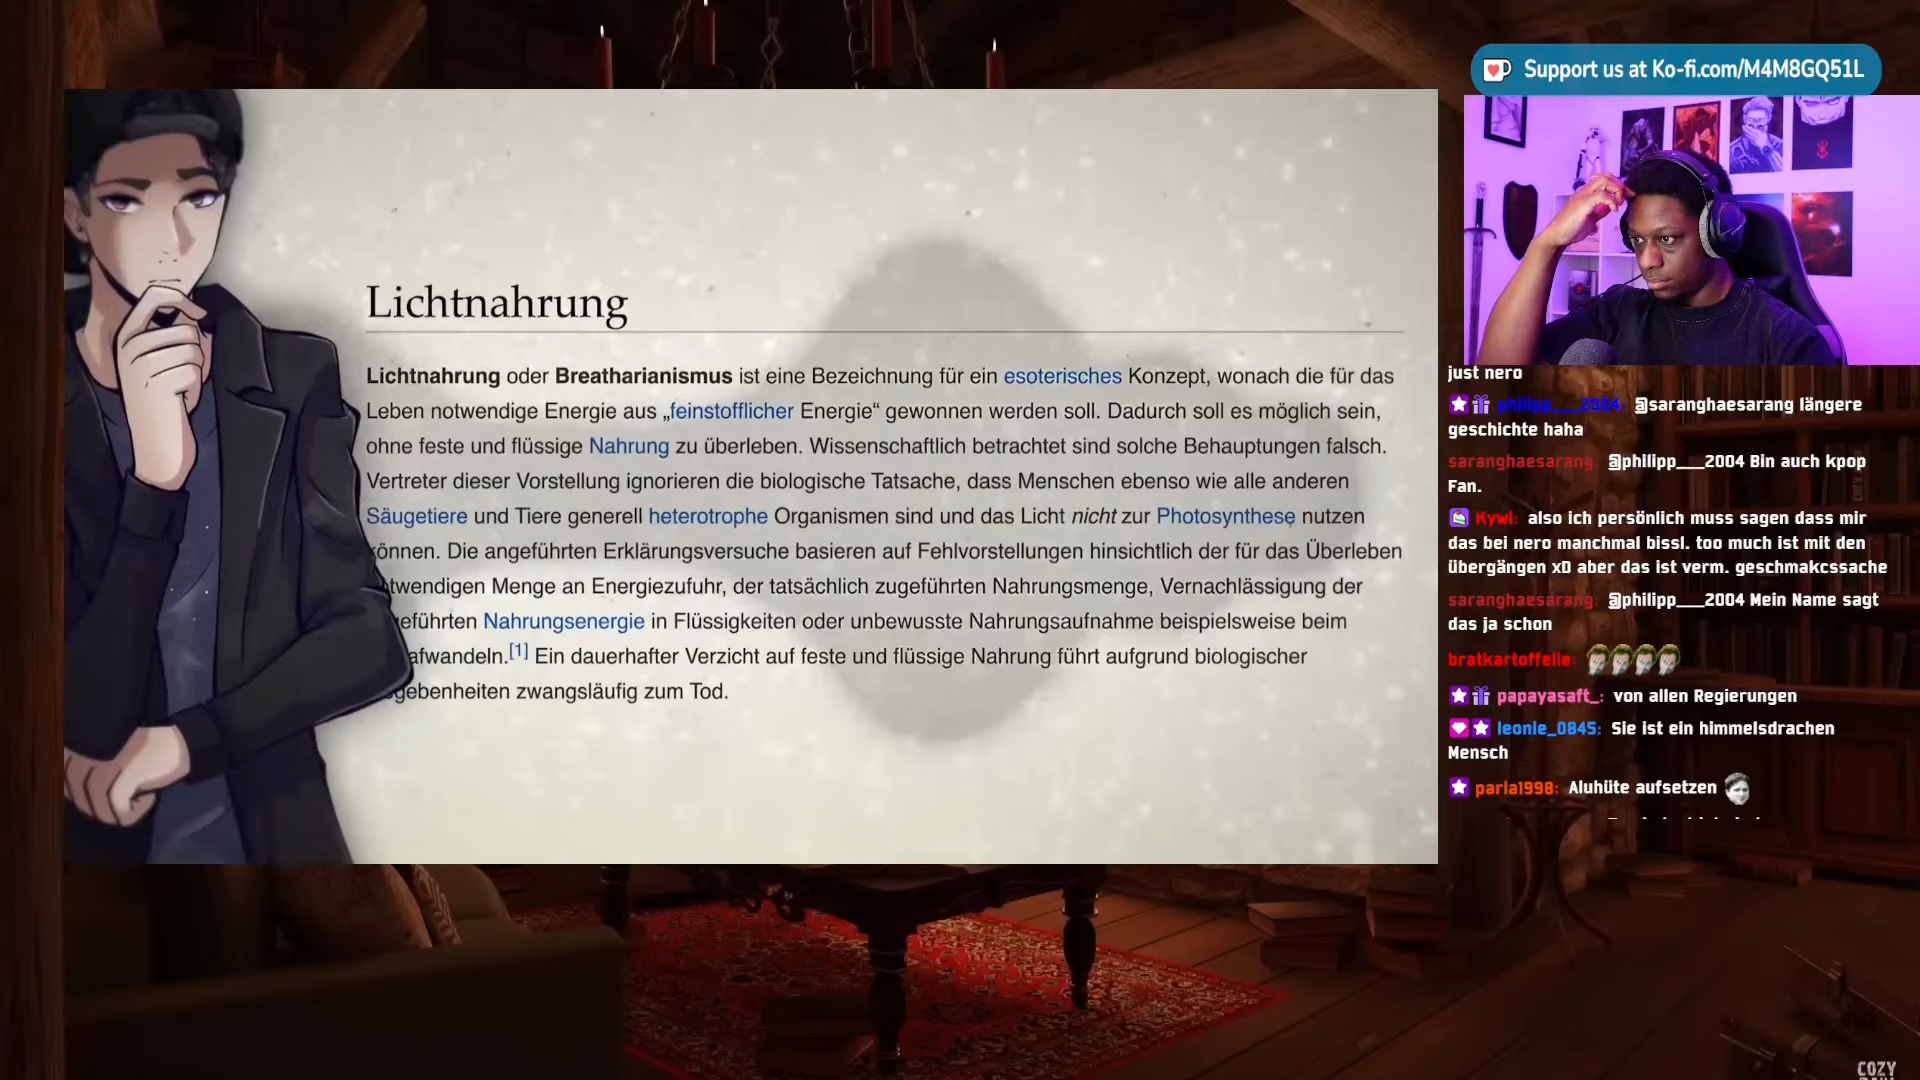 Support us at Ko-fi.com/M4M8GQ51L
Lichtnahrung
Lichtnahrung oder Breatharianismus ist eine Bezeichnung für ein esoterisches Konzept, wonach die für das
Leben notwendige Energie aus „feinstofflicher Energie“ gewonnen werden soll. Dadurch soll es möglich sein,
ohne feste und flüssige Nahrung zu überleben. Wissenschaftlich betrachtet sind solche Behauptungen falsch.
Vertreter dieser Vorstellung ignorieren die biologische Tatsache, dass Menschen ebenso wie alle anderen
Säugetiere und Tiere generell heterotrophe Organismen sind und das Licht nicht zur Photosynthese nutzen
können. Die angeführten Erklärungsversuche basieren auf Fehlvorstellungen hinsichtlich der für das Überleben
twendigen Menge an Energiezufuhr, der tatsächlich zugeführten Nahrungsmenge, Vernachlässigung der
geführten Nahrungsenergie in Flüssigkeiten oder unbewusste Nahrungsaufnahme beispielsweise beim
afwandeln.[1] Ein dauerhafter Verzicht auf feste und flüssige Nahrung führt aufgrund biologischer
gebenheiten zwangsläufig zum Tod.
just nero
philipp___2004: @saranghaesarang längere
geschichte haha
saranghaesarang: @philipp___2004 Bin auch kpop
Fan.
Kywi: also ich persönlich muss sagen dass mir
das bei nero manchmal bissl. too much ist mit den
übergängen xD aber das ist verm. geschmakcssache
saranghaesarang: @philipp___2004 Mein Name sagt
das ja schon
bratkartoffelle:
papayasaft_: von allen Regierungen
leonie_0845: Sie ist ein himmelsdrachen
Mensch
parla1998: Aluhüte aufsetzen
COZY